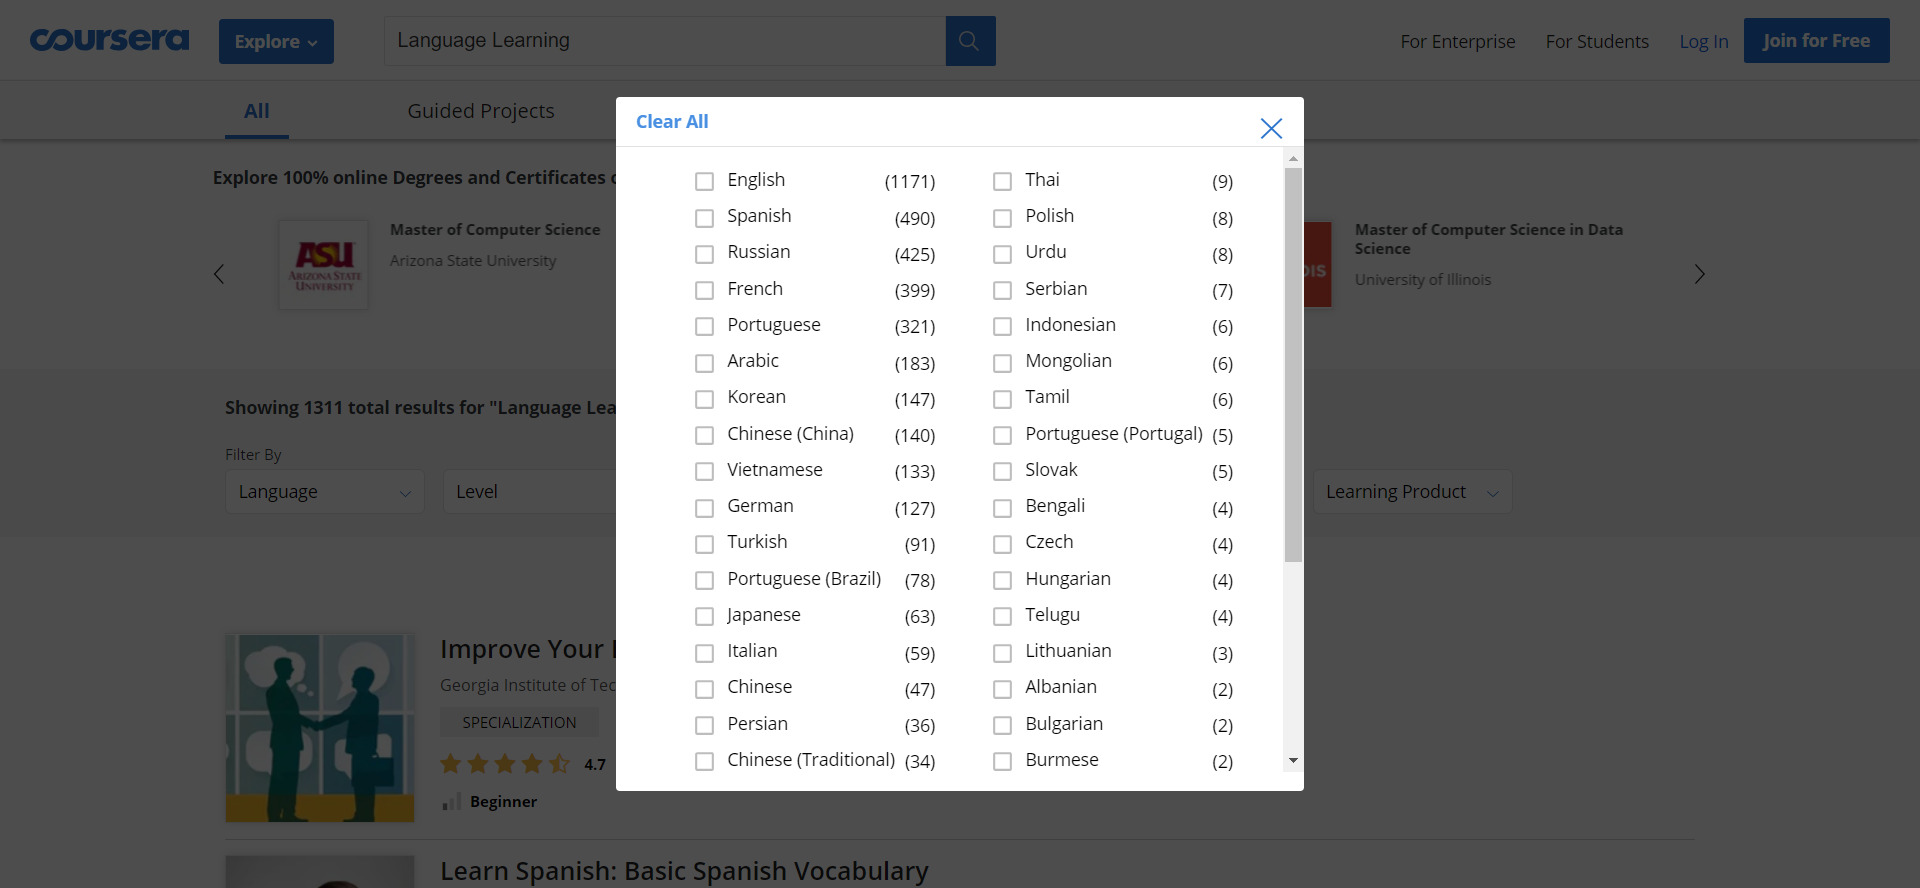 coursera
Explore
Language Learning
For Enterprise
For Students
Log In
Join for Free
All
Guided Projects
Explore 100% online Degrees and Certificates
ASU
ARIZONA STATE
UNIVERSITY
Master of Computer Science
Arizona State University
Master of Computer Science in Data
Science
University of Illinois
Showing 1311 total results for "Language
Filter By
Language
Level
Learning Product
Improve Your
Georgia Institute of
SPECIALIZATION
4.7
Beginner
Learn Spanish: Basic Spanish Vocabulary
Clear All
English (1171)
Spanish (490)
Russian (425)
French (399)
Portuguese (321)
Arabic (183)
Korean (147)
Chinese (China) (140)
Vietnamese (133)
German (127)
Turkish (91)
Portuguese (Brazil) (78)
Japanese (63)
Italian (59)
Chinese (47)
Persian (36)
Chinese (Traditional) (34)
Thai (9)
Polish (8)
Urdu (8)
Serbian (7)
Indonesian (6)
Mongolian (6)
Tamil (6)
Portuguese (Portugal) (5)
Slovak (5)
Bengali (4)
Czech (4)
Hungarian (4)
Telugu (4)
Lithuanian (3)
Albanian (2)
Bulgarian (2)
Burmese (2)